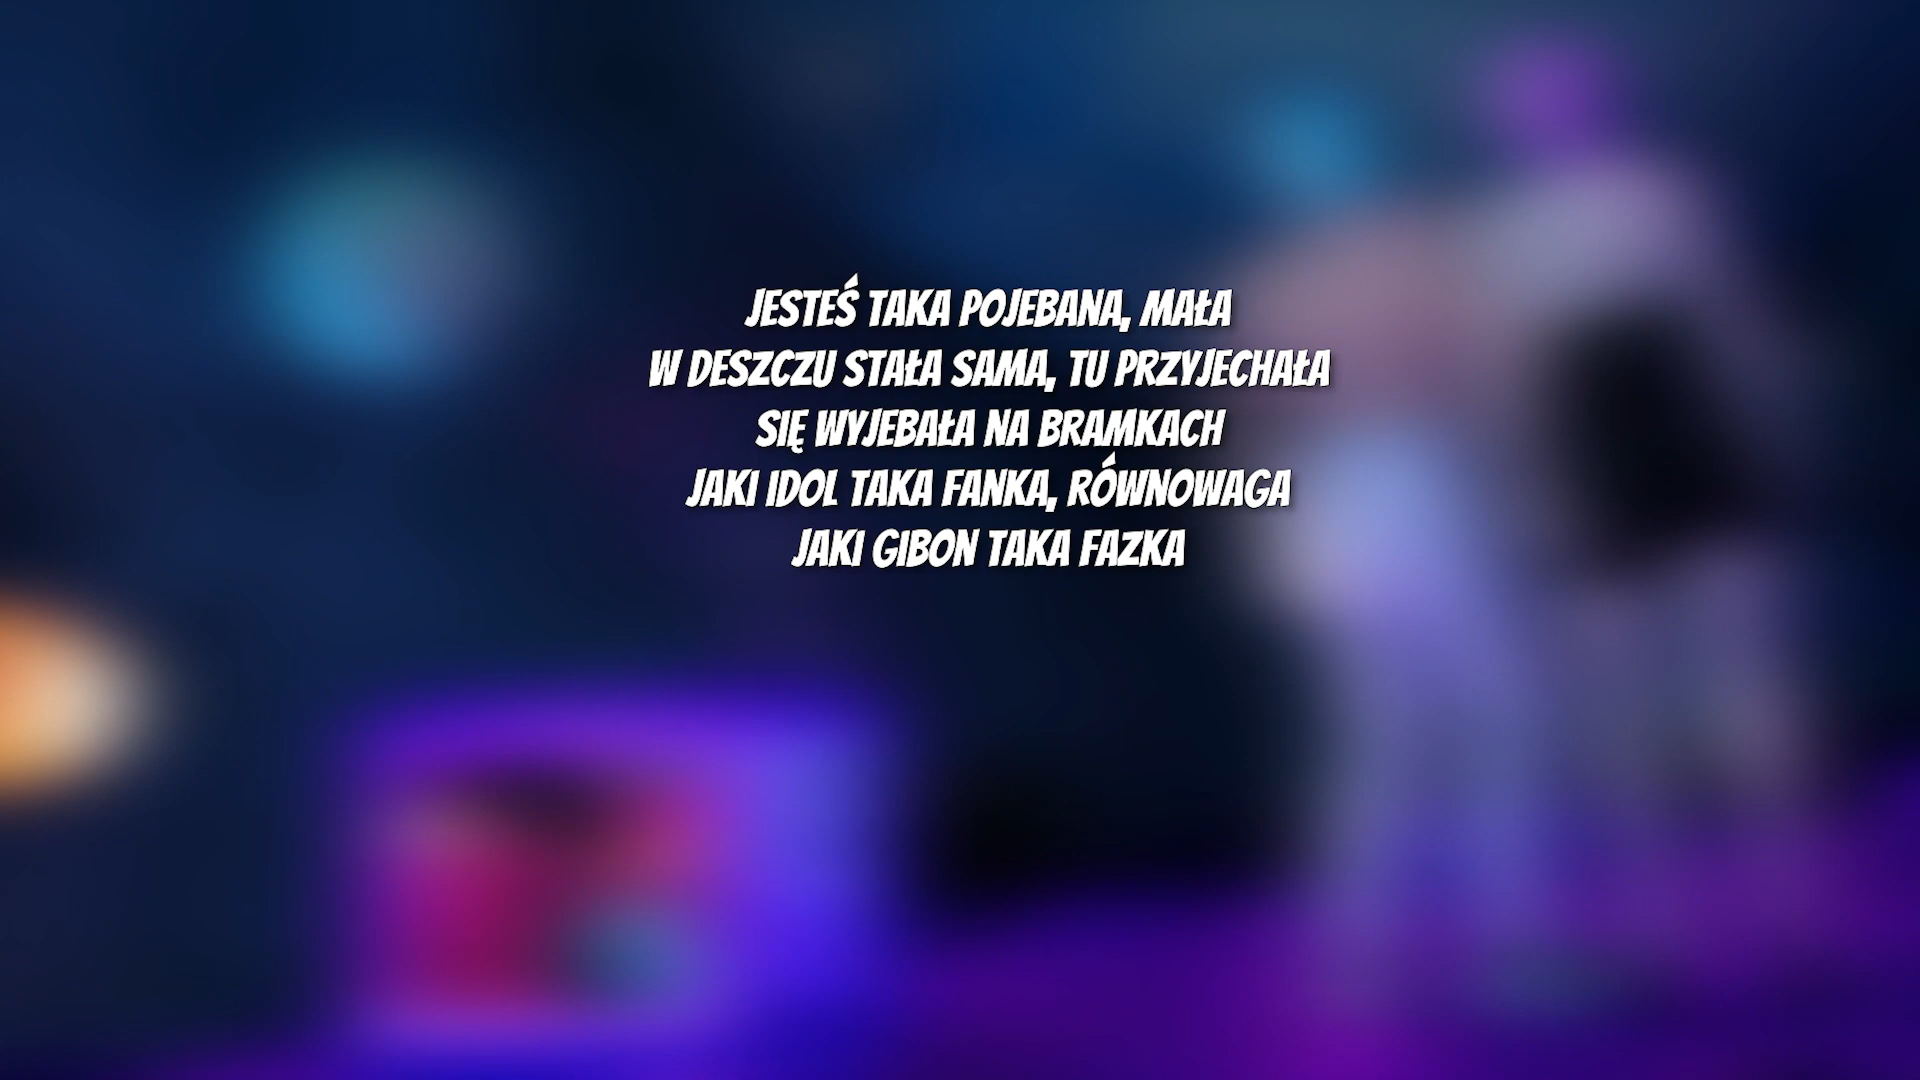 JESTEŚ TAKA POJEBANA, MAŁA
W DESZCZU STAŁA SAMA, TU PRZYJECHAŁA
SIĘ WYJEBAŁA NA BRAMKACH
JAKI IDOL TAKA FANKA, RÓWNOWAGA
JAKI GIBON TAKA FAZKA